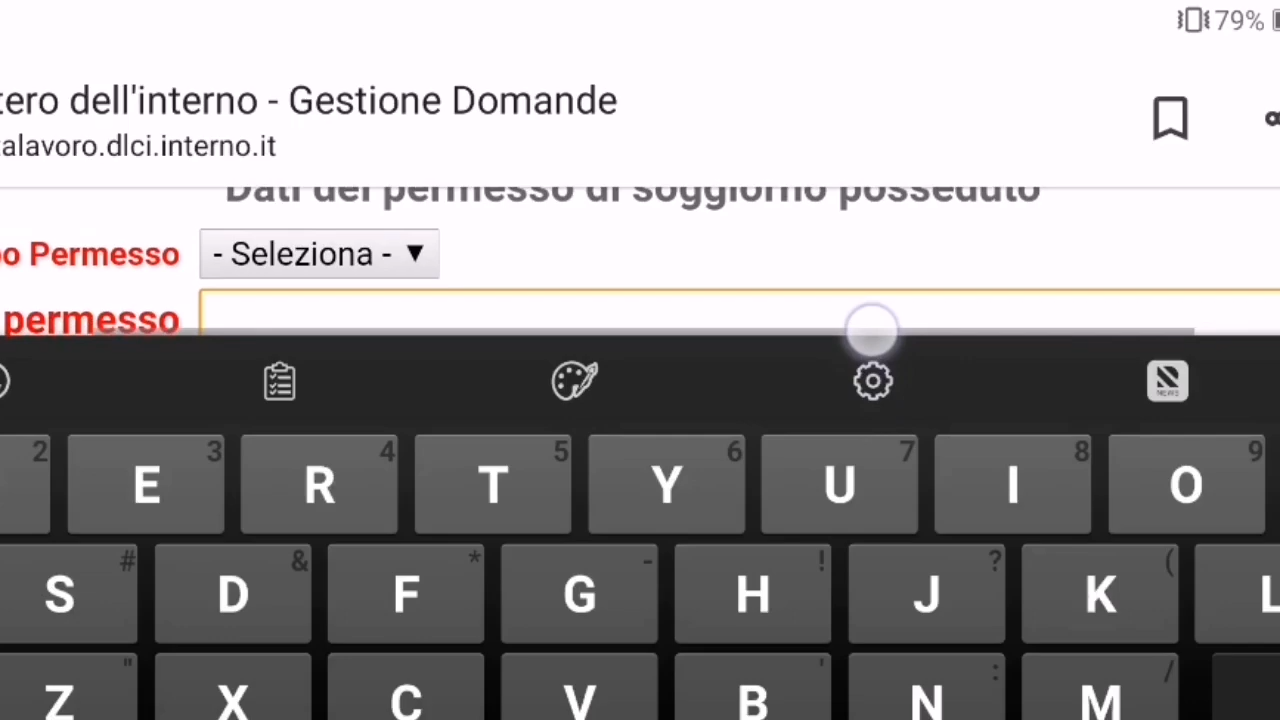 79%
tero dell'interno - Gestione Domande
alavoro.dlci.interno.it
Dati del permesso di soggiorno posseduto
o Permesso
- Seleziona - ▼
permesso
NEWS
2 3 4 5 6 7 8 9
E R T Y U I O
# & * - ! ? (
S D F G H J K L
" ' : /
Z X C V B N M